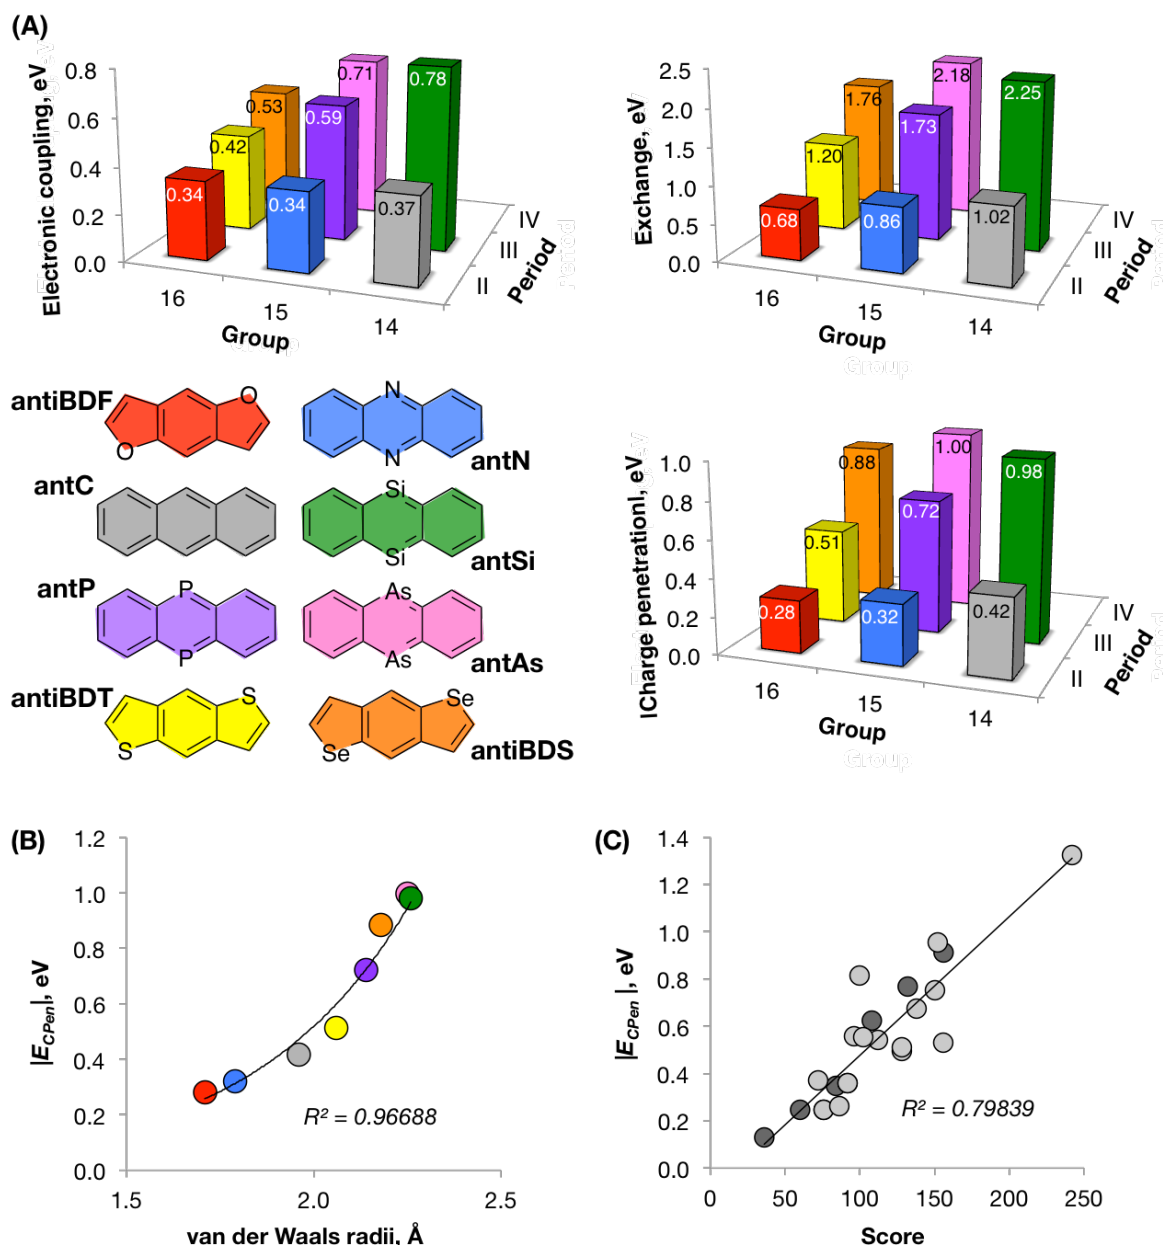 (A)
Electronic coupling, eV
0.8
0.6
0.4
0.2
0.0
0.34
0.42
0.53
0.34
0.59
0.71
0.37
0.78
16
15
14
Group
II
III
IV
Period
Exchange, eV
2.5
2.0
1.5
1.0
0.5
0.0
0.68
1.20
1.76
0.86
1.73
2.18
1.02
2.25
16
15
14
Group
Group
II
III
IV
Period
antiBDF
O
O
N
N
antN
antC
Si
Si
antSi
antP
P
P
As
As
antAs
antiBDT
S
S
Se
Se
antiBDS
|Charge penetration|, eV
1.0
0.8
0.6
0.4
0.2
0.0
0.28
0.51
0.88
0.32
0.72
1.00
0.42
0.98
16
15
14
Group
Group
II
III
IV
Period
(B)
|E_CPen|, eV
1.2
1.0
0.8
0.6
0.4
0.2
0.0
R² = 0.96688
1.5
2.0
2.5
van der Waals radii, Å
(C)
|E_CPen |, eV
1.4
1.2
1.0
0.8
0.6
0.4
0.2
0.0
R² = 0.79839
0
50
100
150
200
250
Score